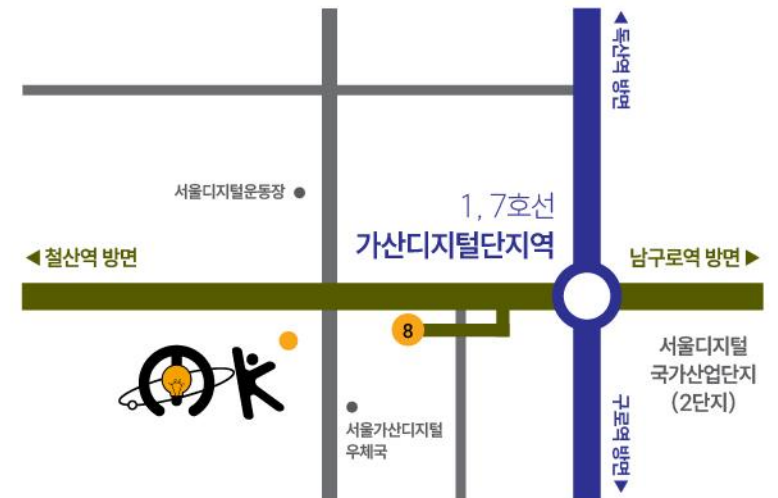 ◀ 독산역 방면
서울디지털운동장
1, 7호선
가산디지털단지역
◀ 철산역 방면
남구로역 방면 ▶
8
서울디지털
국가산업단지
(2단지)
서울가산디지털
우체국
구로역 방면 ▶